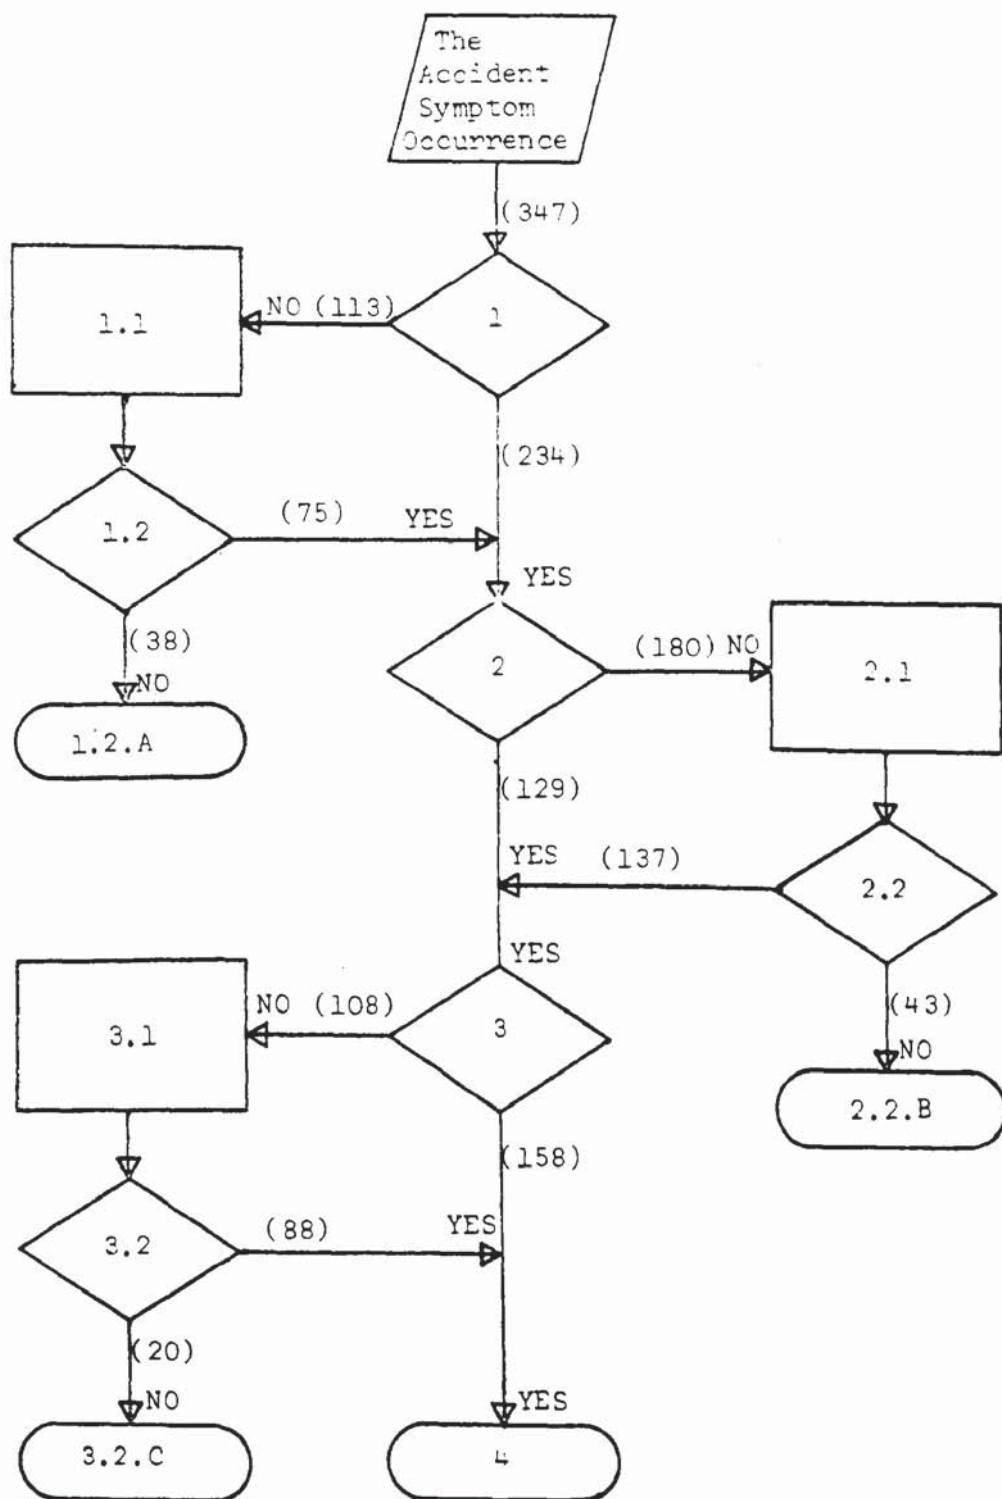 The
Accident
Symptom
Occurrence
(347)
1.1
NO (113)
1
(234)
1.2
(75) YES
YES
(38)
NO
1.2.A
2
(180) NO
2.1
(129)
YES (137)
2.2
YES
(43)
NO
2.2.B
3.1
NO (108)
3
(158)
3.2
(88) YES
(20)
NO
YES
3.2.C
4